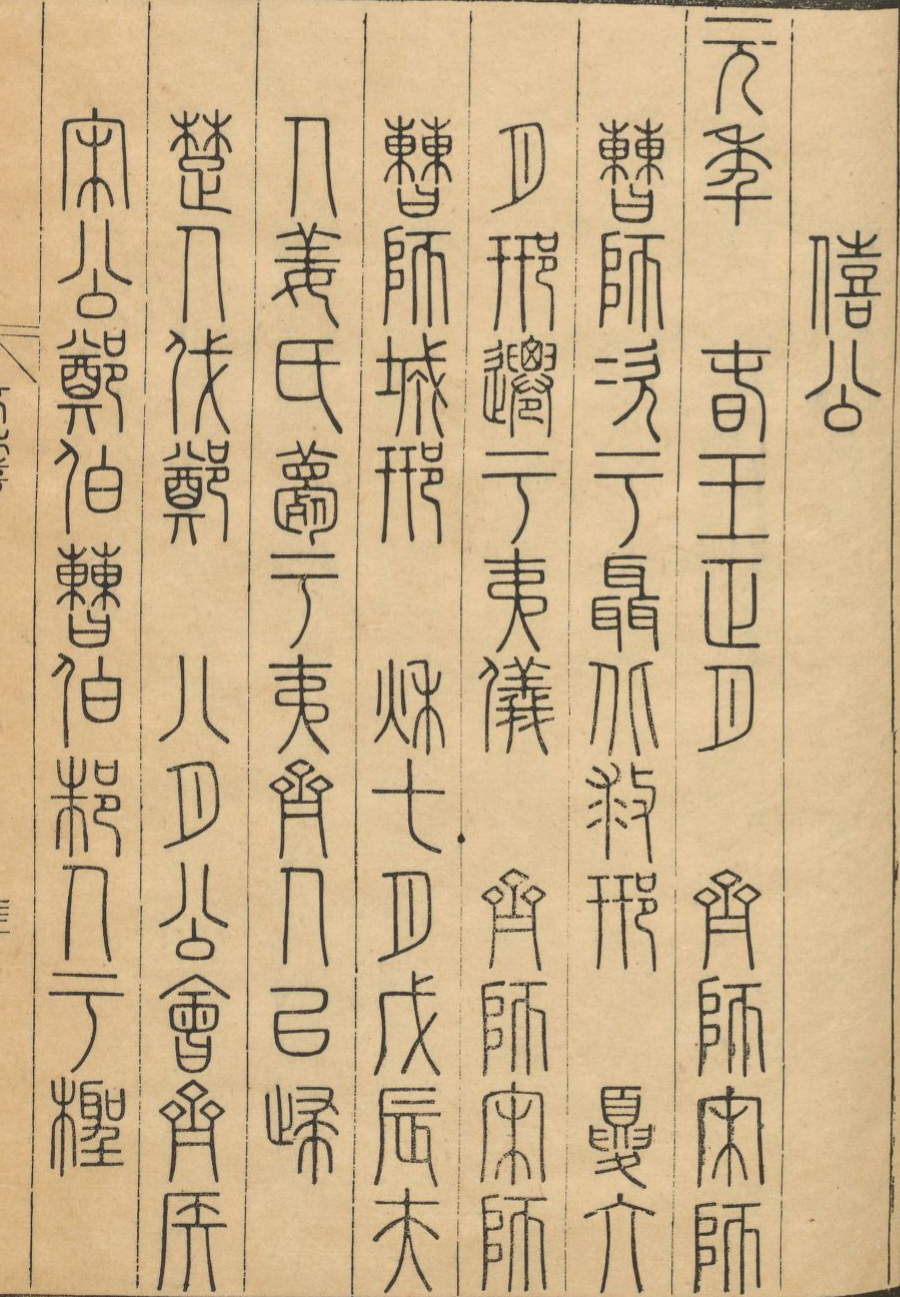 僖公
元年春王正月齊師宋師
曹師次于聶北救邢夏六
月邢遷于夷儀齊師宋師
曹師城邢秋七月戊辰夫
人姜氏薨于夷齊人以歸
楚人伐鄭八月公會齊矦
宋公鄭伯曹伯邾人于檉